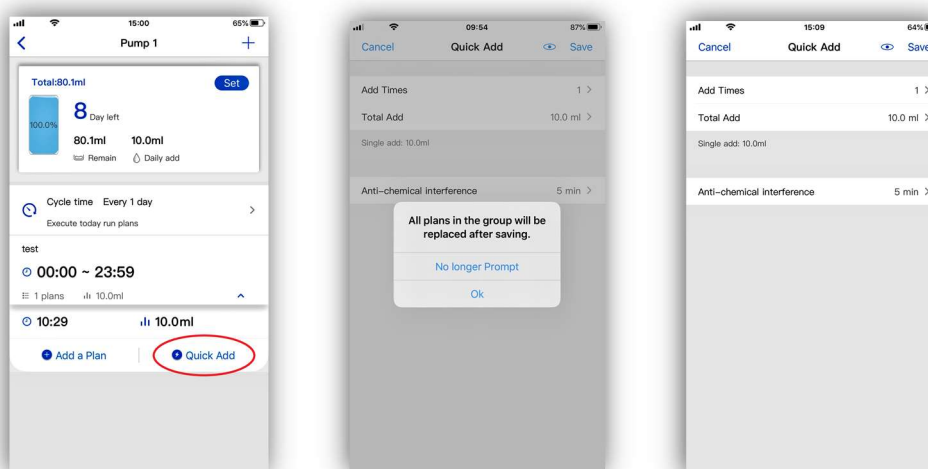 15:00
65%
Pump 1
Total:80.1ml
Set
100.0%
8 Day left
80.1ml 10.0ml
Remain Daily add
Cycle time Every 1 day
Execute today run plans
test
00:00 ~ 23:59
1 plans 10.0ml
10:29 10.0ml
Add a Plan Quick Add
09:54
87%
Cancel Quick Add Save
Add Times 1
Total Add 10.0 ml
Single add: 10.0ml
Anti-chemical interference 5 min
All plans in the group will be
replaced after saving.
No longer Prompt
Ok
15:09
64%
Cancel Quick Add Save
Add Times 1
Total Add 10.0 ml
Single add: 10.0ml
Anti-chemical interference 5 min